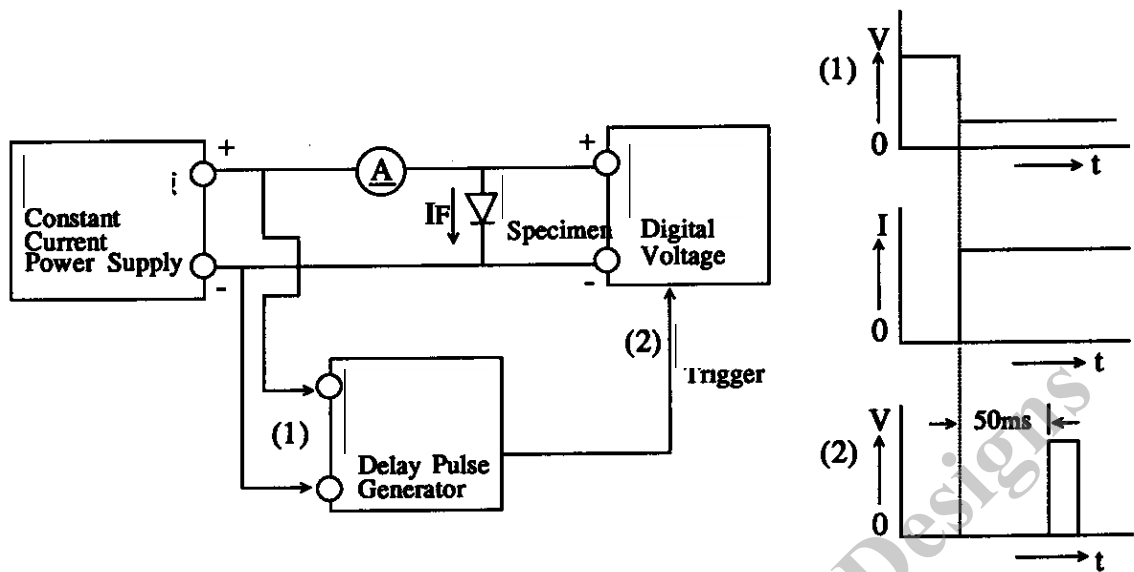 +
Constant
Current
Power Supply
-
A
IF
Specimen
+
Digital
Voltage
-
(1)
Delay Pulse
Generator
(2)
Trigger
(1)
V
0
t
I
0
t
(2)
V
50ms
0
t
Designs